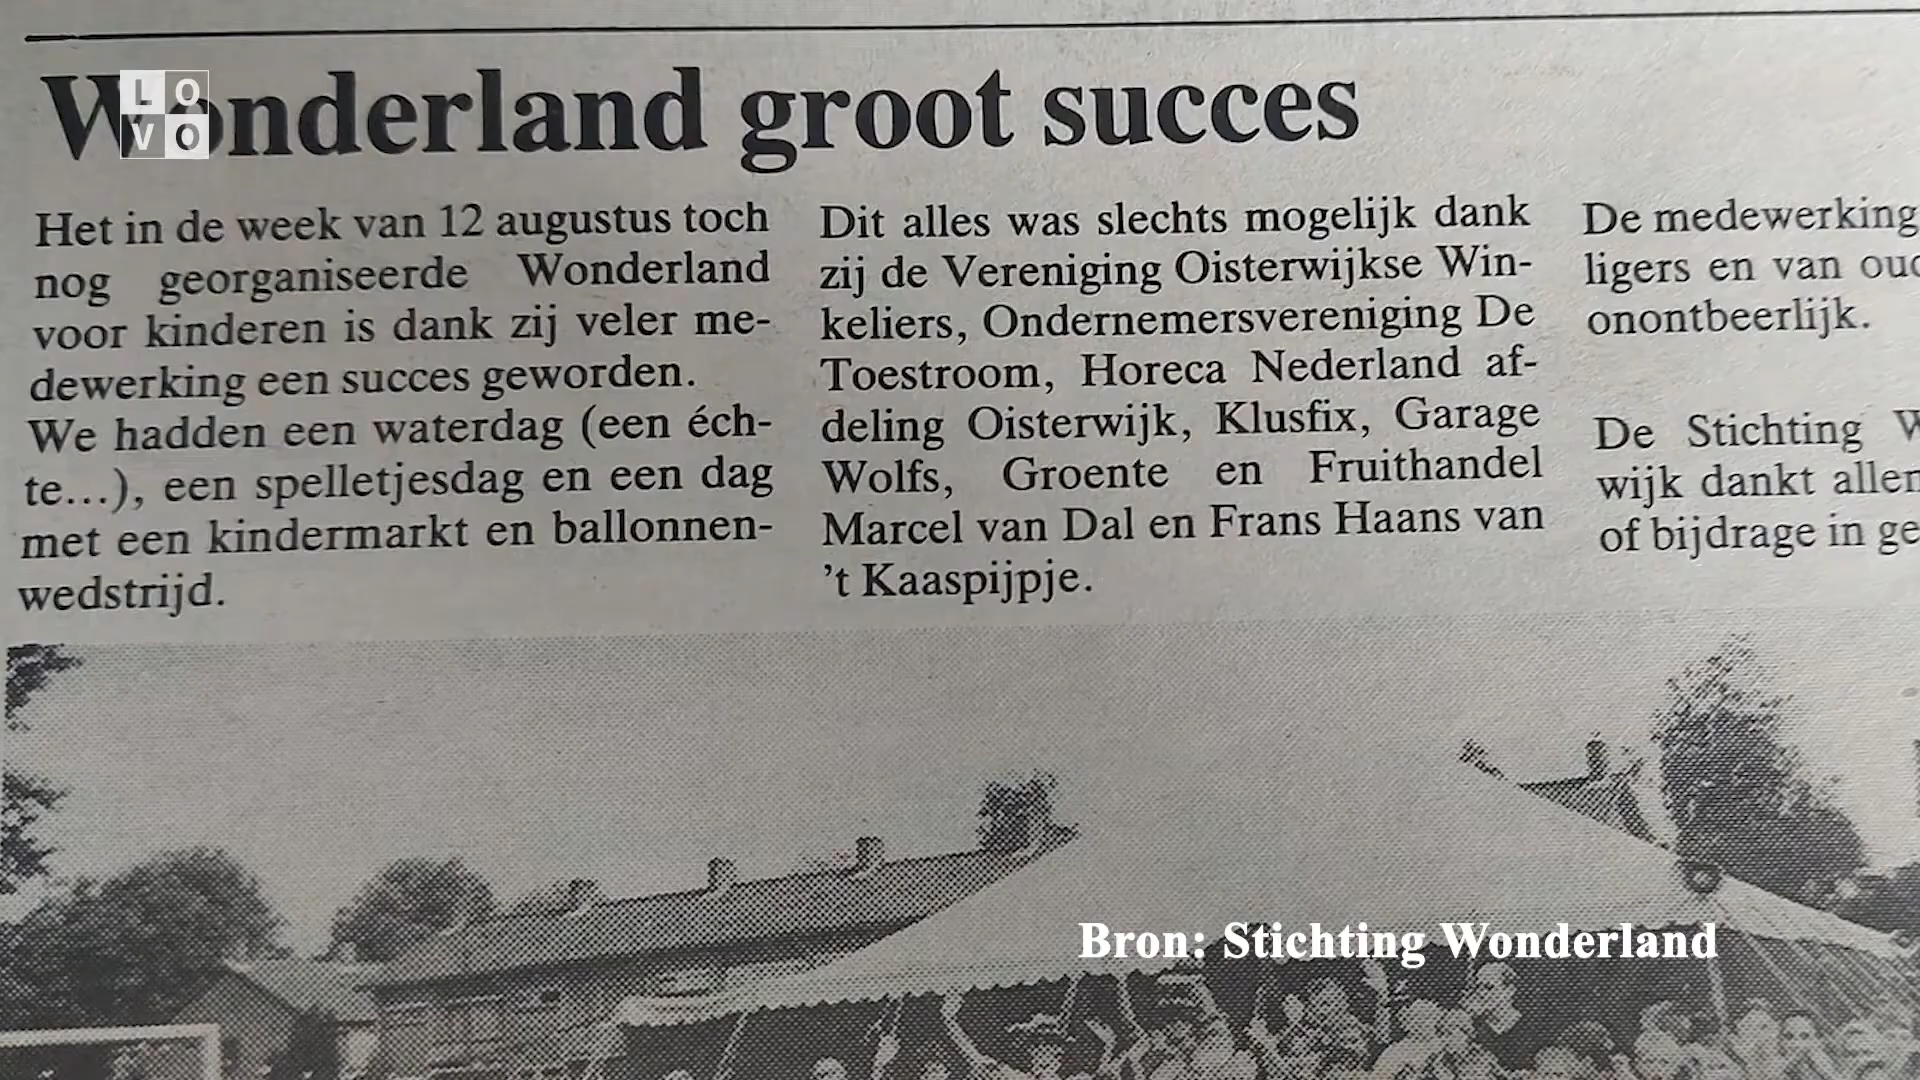 LOVO
Wonderland groot succes
Het in de week van 12 augustus toch
nog georganiseerde Wonderland
voor kinderen is dank zij veler me-
dewerking een succes geworden.
We hadden een waterdag (een éch-
te...), een spelletjesdag en een dag
met een kindermarkt en ballonnen-
wedstrijd.
Dit alles was slechts mogelijk dank
zij de Vereniging Oisterwijkse Win-
keliers, Ondernemersvereniging De
Toestroom, Horeca Nederland af-
deling Oisterwijk, Klusfix, Garage
Wolfs, Groente en Fruithandel
Marcel van Dal en Frans Haans van
't Kaaspijpje.
De medewerking
ligers en van
onontbeerlijk.
De Stichting
wijk dankt
of bijdrage in
Bron: Stichting Wonderland